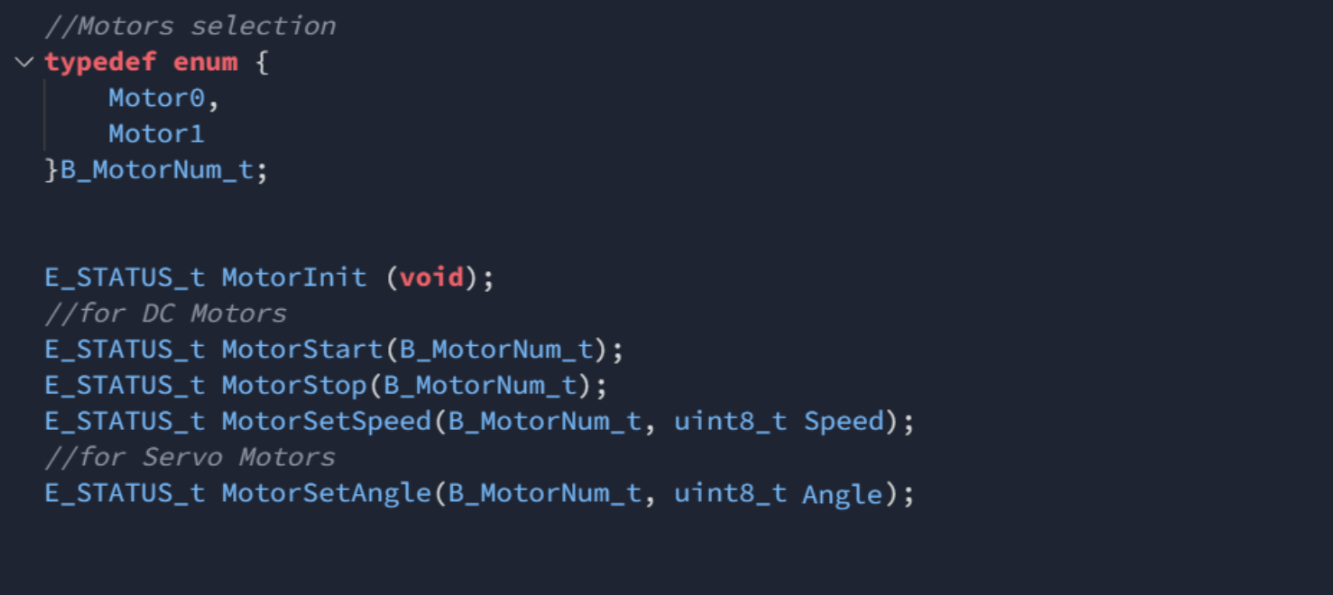 //Motors selection
typedef enum {
    Motor0,
    Motor1
}B_MotorNum_t;
E_STATUS_t MotorInit (void);
//for DC Motors
E_STATUS_t MotorStart(B_MotorNum_t);
E_STATUS_t MotorStop(B_MotorNum_t);
E_STATUS_t MotorSetSpeed(B_MotorNum_t, uint8_t Speed);
//for Servo Motors
E_STATUS_t MotorSetAngle(B_MotorNum_t, uint8_t Angle);